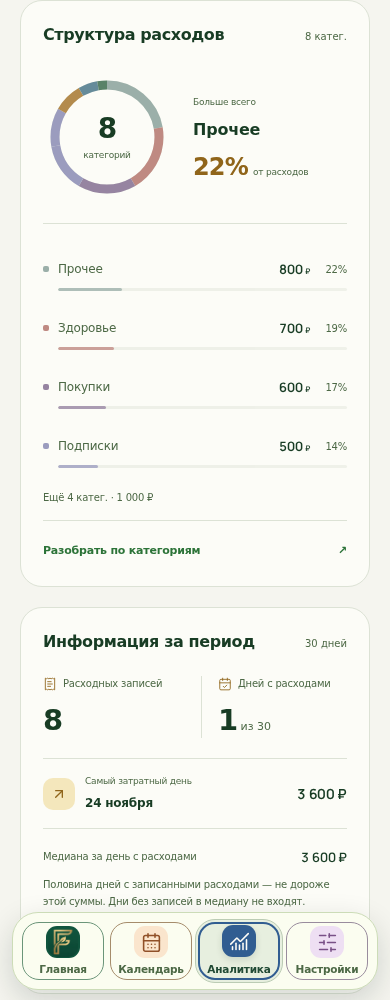 Структура расходов
8 катег.
8
категорий
Больше всего
Прочее
22% от расходов
Прочее 800 ₽ 22%
Здоровье 700 ₽ 19%
Покупки 600 ₽ 17%
Подписки 500 ₽ 14%
Ещё 4 катег. · 1 000 ₽
Разобрать по категориям ↗
Информация за период
30 дней
Расходных записей
8
Дней с расходами
1 из 30
Самый затратный день
24 ноября
3 600 ₽
Медиана за день с расходами 3 600 ₽
Половина дней с записанными расходами — не дороже
этой суммы. Дни без записей в медиану не входят.
Главная Календарь Аналитика Настройки